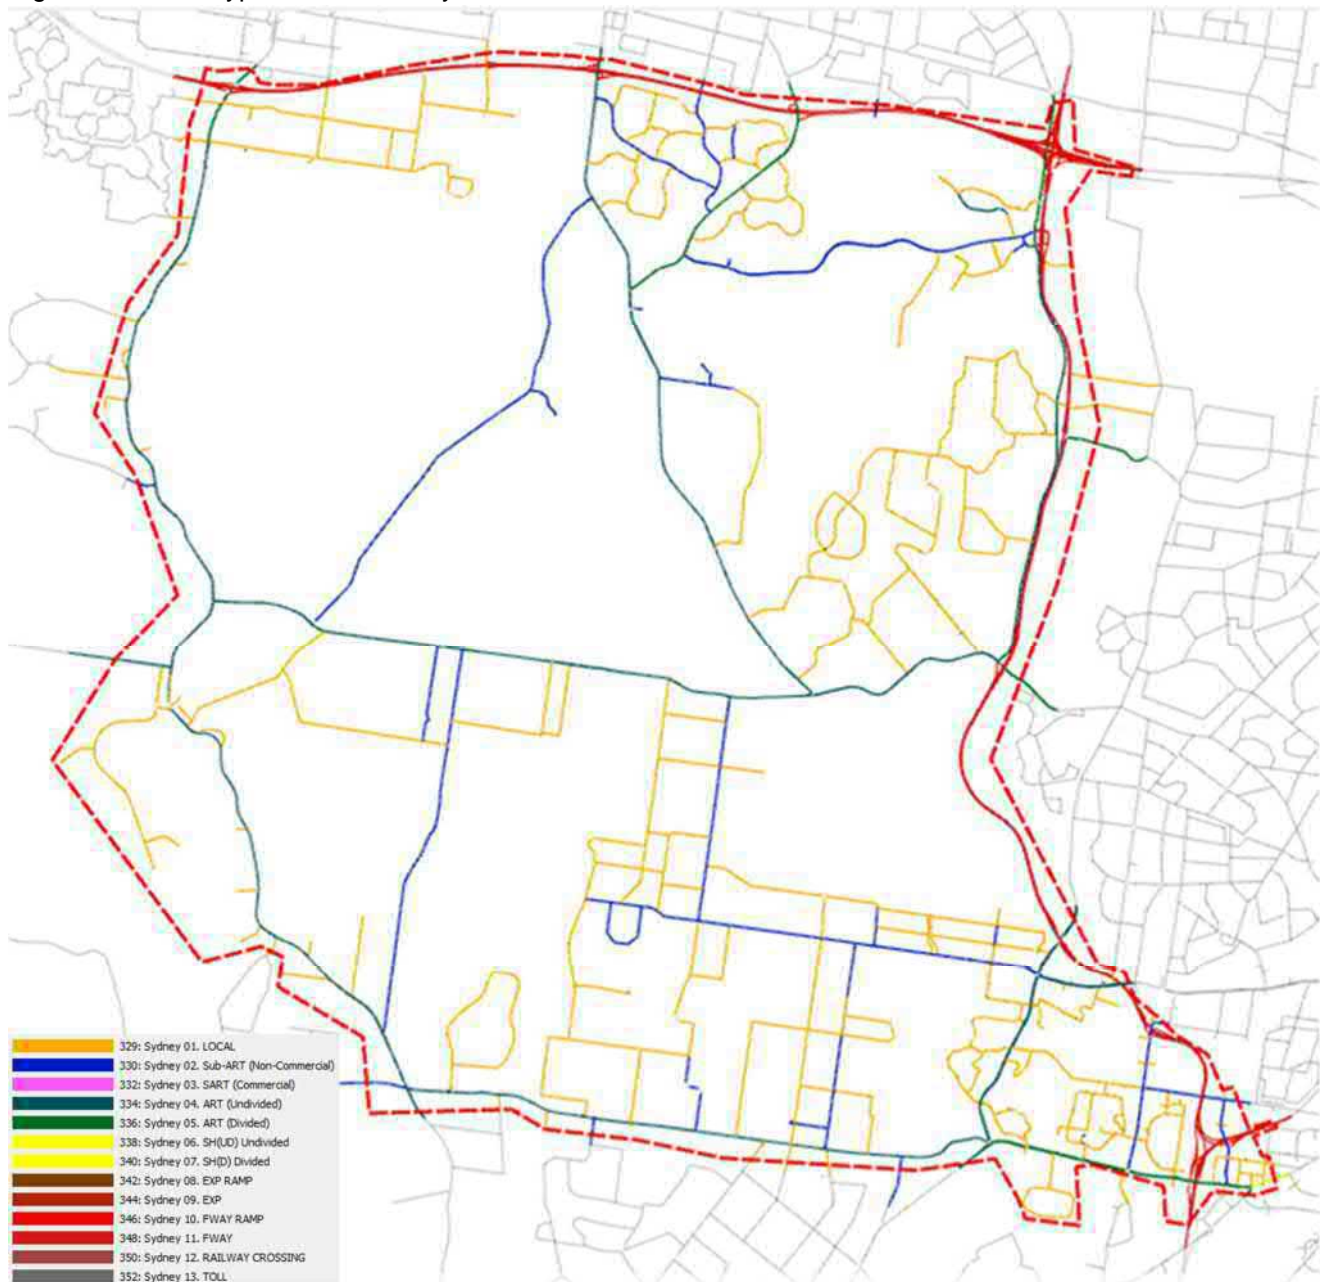 329: Sydney 01. LOCAL
330: Sydney 02. Sub-ART (Non-Commercial)
332: Sydney 03. SART (Commercial)
334: Sydney 04. ART (Undivided)
336: Sydney 05. ART (Divided)
338: Sydney 06. SH(UD) Undivided
340: Sydney 07. SH(D) Divided
342: Sydney 08. EXP RAMP
344: Sydney 09. EXP
346: Sydney 10. FWAY RAMP
348: Sydney 11. FWAY
350: Sydney 12. RAILWAY CROSSING
352: Sydney 13. TOLL